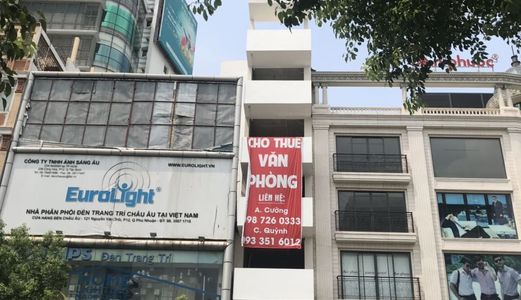 CÔNG TY TNHH ÁNH SÁNG ÂU
WWW.EUROLIGHT.VN
EUROLIGHT®
NHÀ PHÂN PHỐI ĐÈN TRANG TRÍ CHÂU ÂU TẠI VIỆT NAM
Đèn Trang Trí
CHO THUÊ
VĂN
PHÒNG
LIÊN HỆ:
A. Cường
98 726 0333
C. Quỳnh
093 351 6012